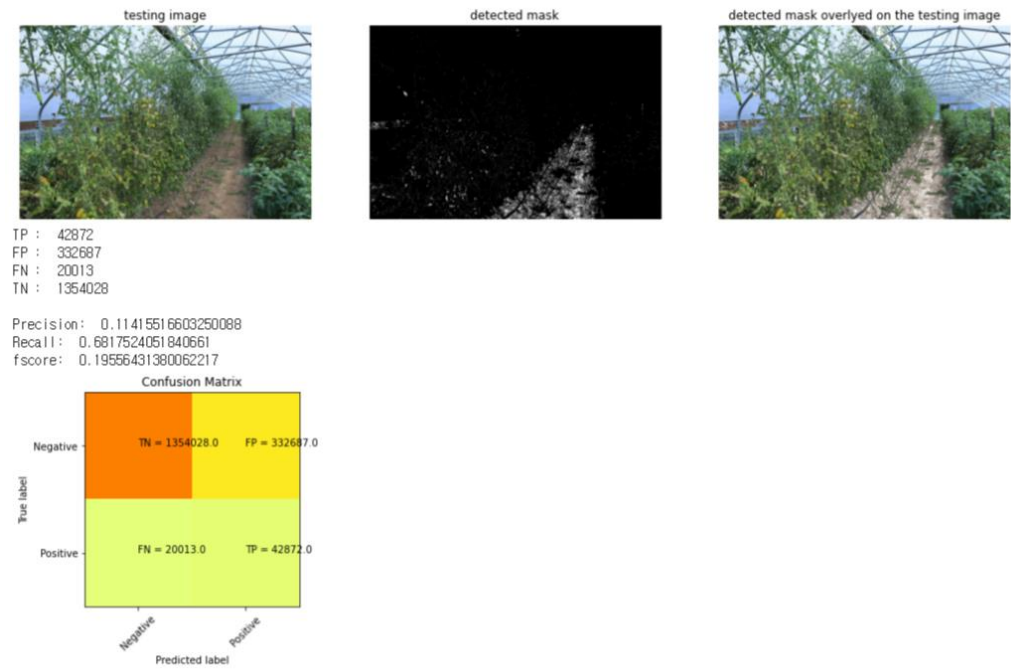 testing image
detected mask
detected mask overlyed on the testing image
TP :  42872
FP :  332687
FN :  20013
TN :  1354028
Precision:  0.11415516603250088
Recall:  0.6817524051840661
fscore:  0.19556431380062217
Confusion Matrix
Negative
TN = 1354028.0
FP = 332687.0
True label
Positive
FN = 20013.0
TP = 42872.0
Negative
Positive
Predicted label